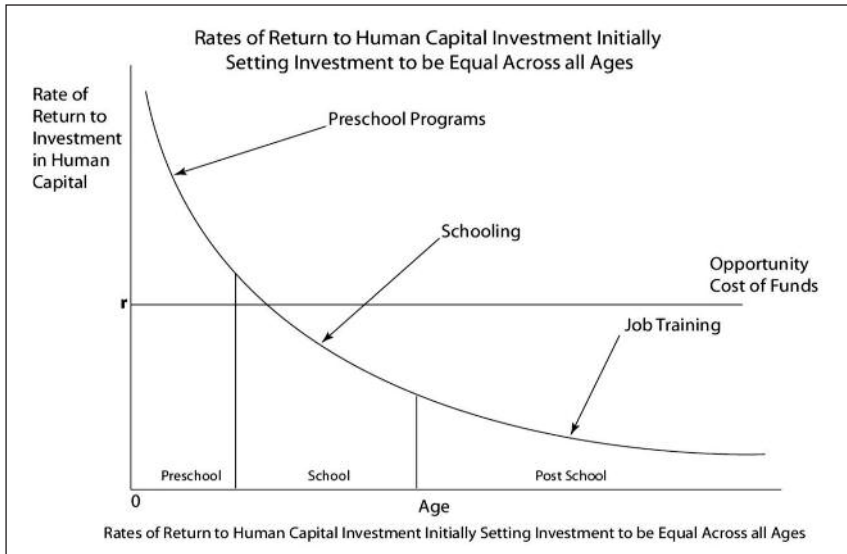 Rates of Return to Human Capital Investment Initially
Setting Investment to be Equal Across all Ages
Rate of
Return to
Investment
in Human
Capital
Preschool Programs
Schooling
Opportunity
Cost of Funds
r
Job Training
Preschool
School
Post School
0
Age
Rates of Return to Human Capital Investment Initially Setting Investment to be Equal Across all Ages